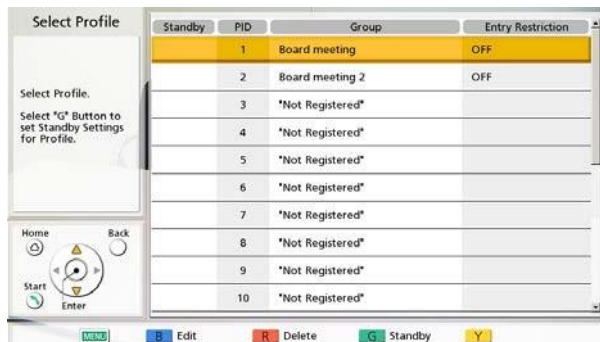 Select Profile
Select Profile.
Select "G" Button to
set Standby Settings
for Profile.
Home Back
Start
Enter
Standby PID Group Entry Restriction
1 Board meeting OFF
2 Board meeting 2 OFF
3 "Not Registered"
4 "Not Registered"
5 "Not Registered"
6 "Not Registered"
7 "Not Registered"
8 "Not Registered"
9 "Not Registered"
10 "Not Registered"
MENU B Edit R Delete G Standby Y